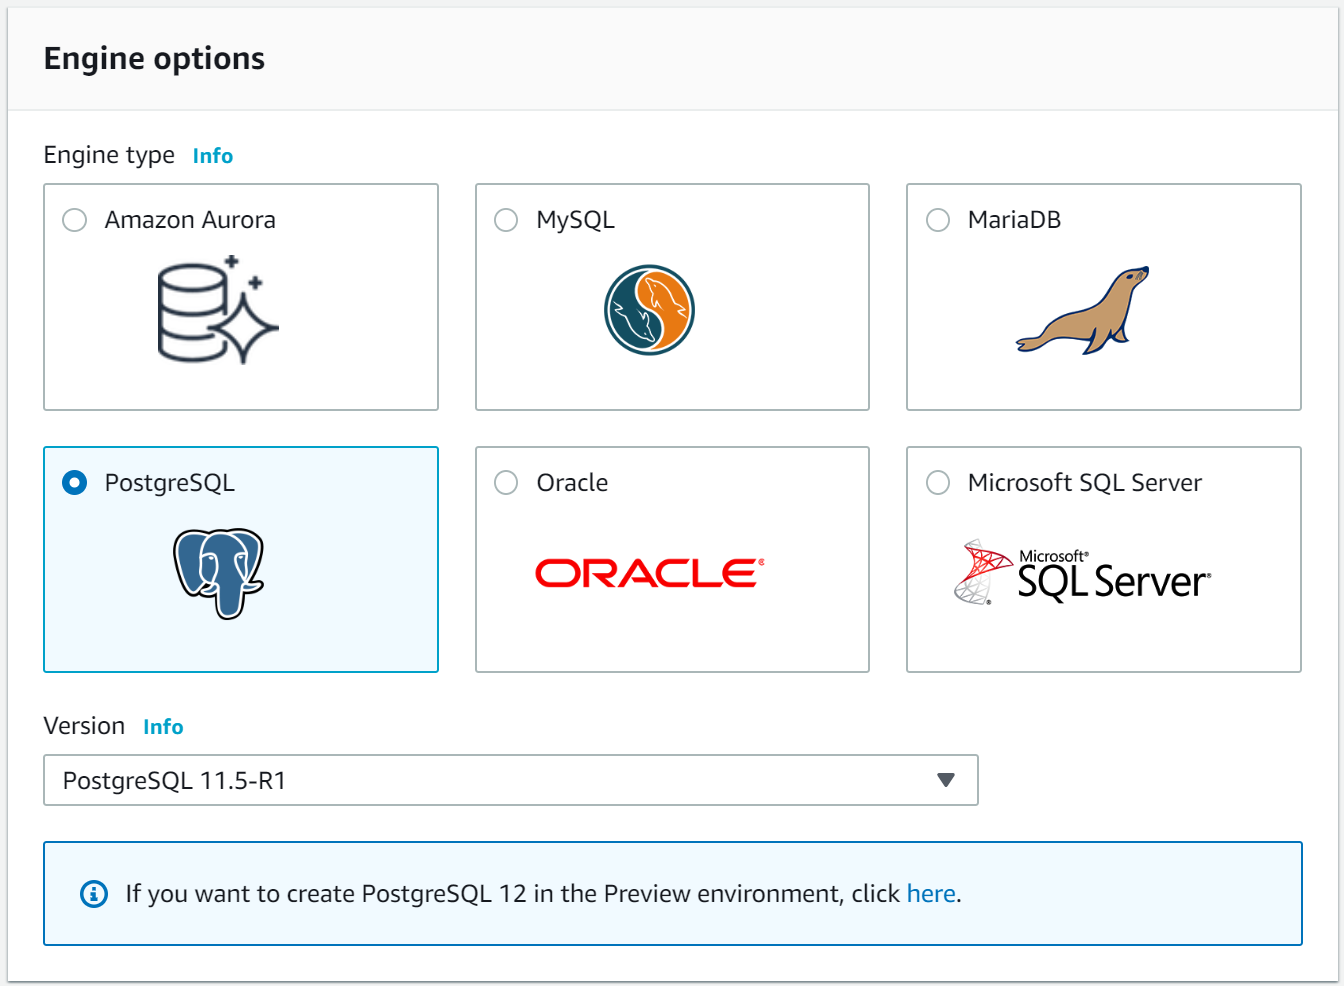 Engine options
Engine type Info
Amazon Aurora
MySQL
MariaDB
PostgreSQL
Oracle
ORACLE®
Microsoft SQL Server
Microsoft®
SQL Server®
®
Version Info
PostgreSQL 11.5-R1
If you want to create PostgreSQL 12 in the Preview environment, click here.